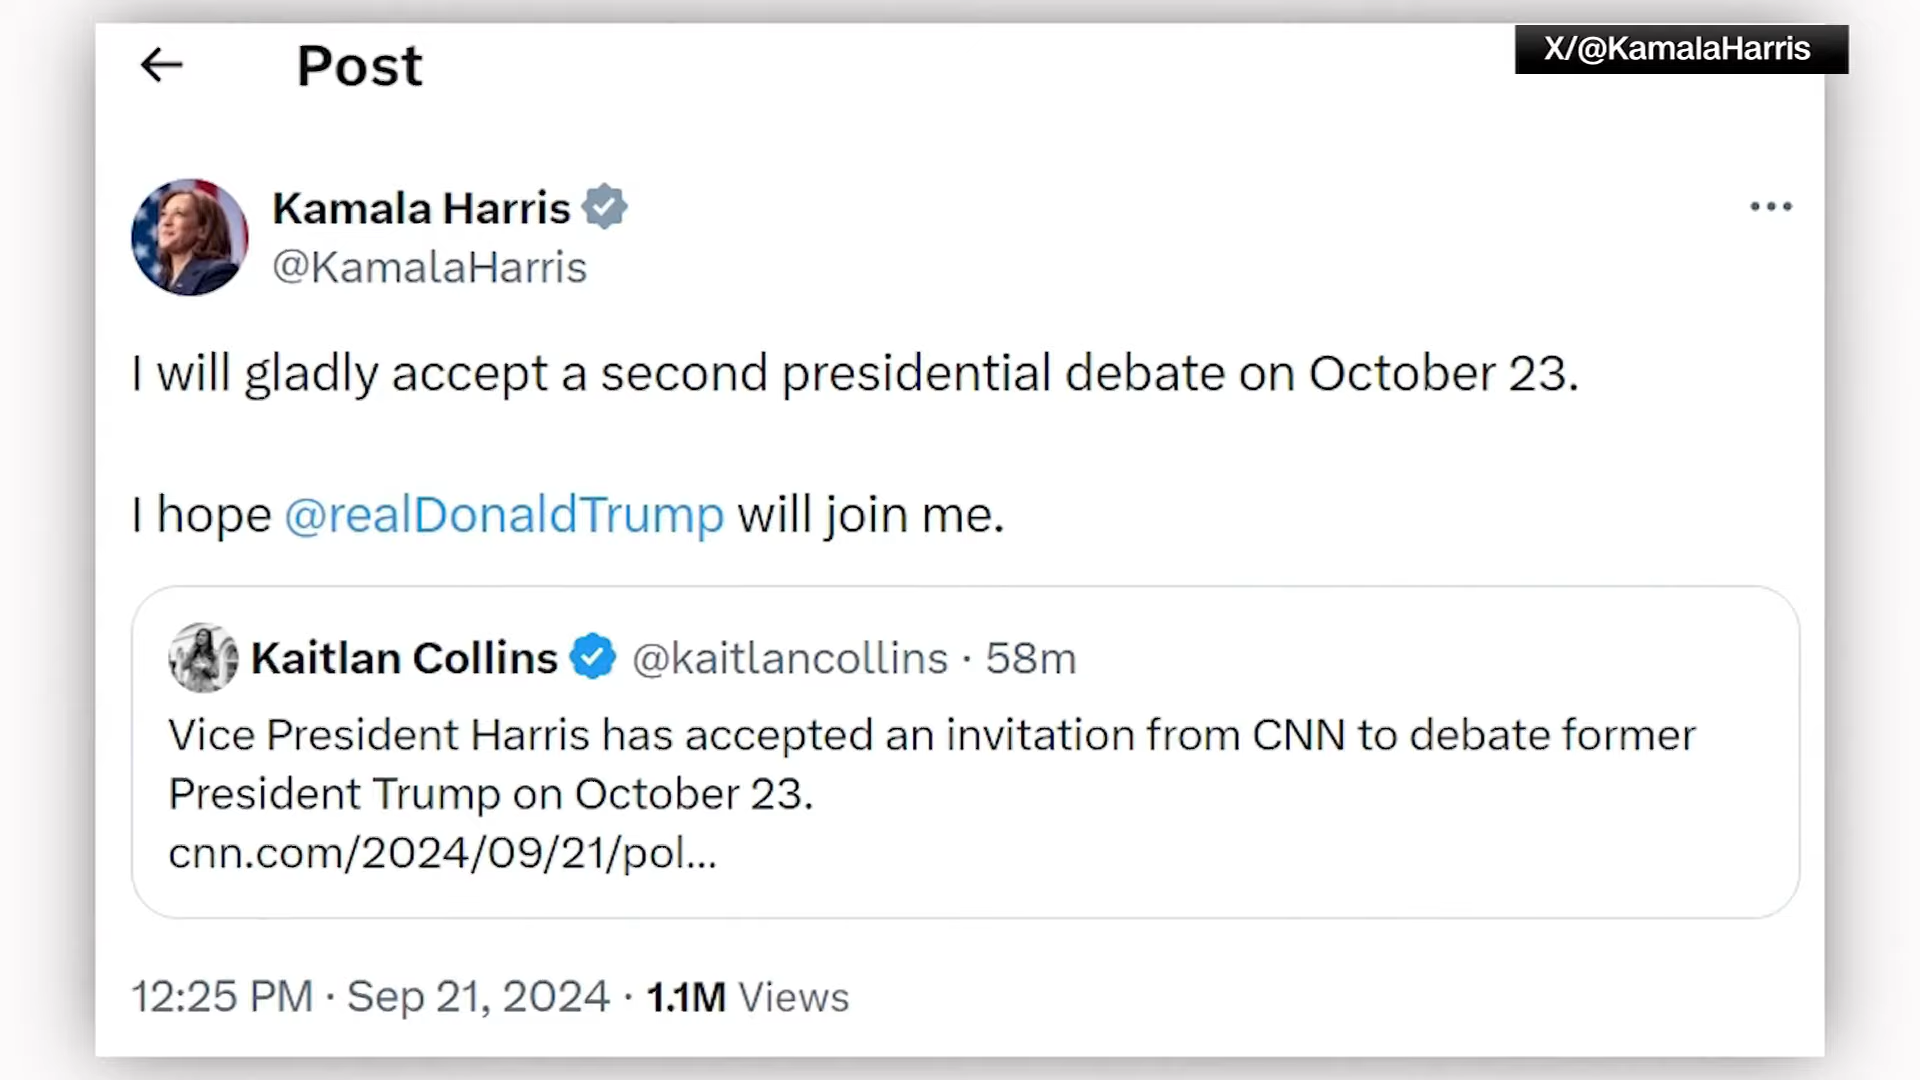 X/@KamalaHarris
Post
Kamala Harris
@KamalaHarris
I will gladly accept a second presidential debate on October 23.
I hope @realDonaldTrump will join me.
Kaitlan Collins @kaitlancollins · 58m
Vice President Harris has accepted an invitation from CNN to debate former
President Trump on October 23.
cnn.com/2024/09/21/pol...
12:25 PM · Sep 21, 2024 · 1.1M Views